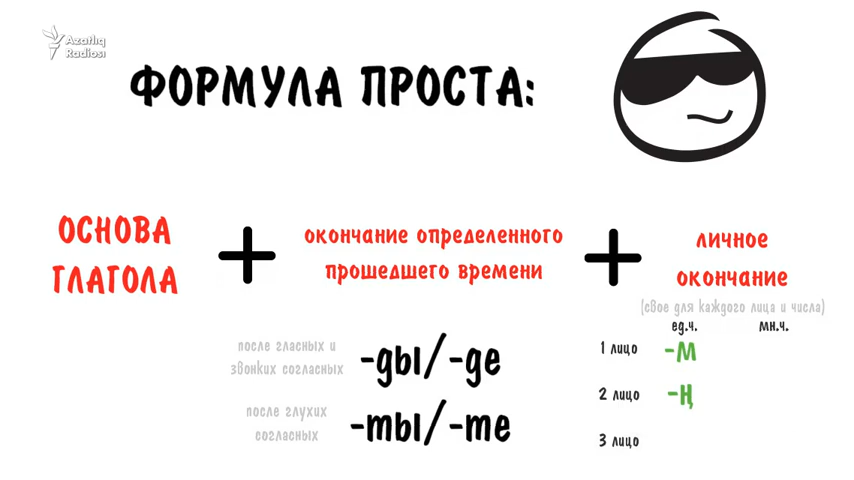 Azatlıq
Radiosı
ФОРМУЛА ПРОСТА:
ОСНОВА
ГЛАГОЛА
+
окончание определенного
прошедшего времени
+
личное
окончание
(свое для каждого лица и числа)
ед.ч. мн.ч.
после гласных и
звонких согласных
-ды/-де
после глухих
согласных
-ты/-те
1 лицо -м
2 лицо -ң
3 лицо